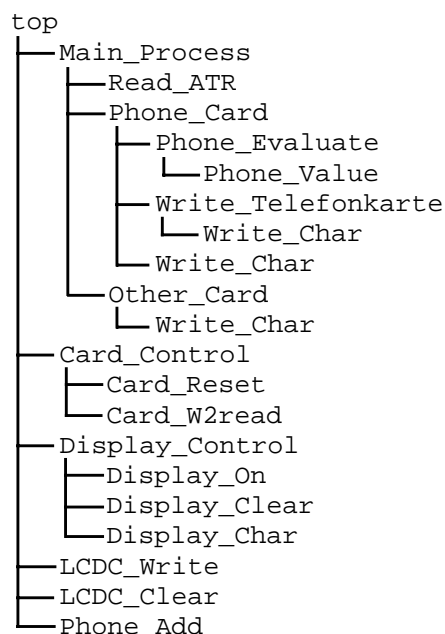 top
Main_Process
Read_ATR
Phone_Card
Phone_Evaluate
Phone_Value
Write_Telefonkarte
Write_Char
Write_Char
Other_Card
Write_Char
Card_Control
Card_Reset
Card_W2read
Display_Control
Display_On
Display_Clear
Display_Char
LCDC_Write
LCDC_Clear
Phone_Add